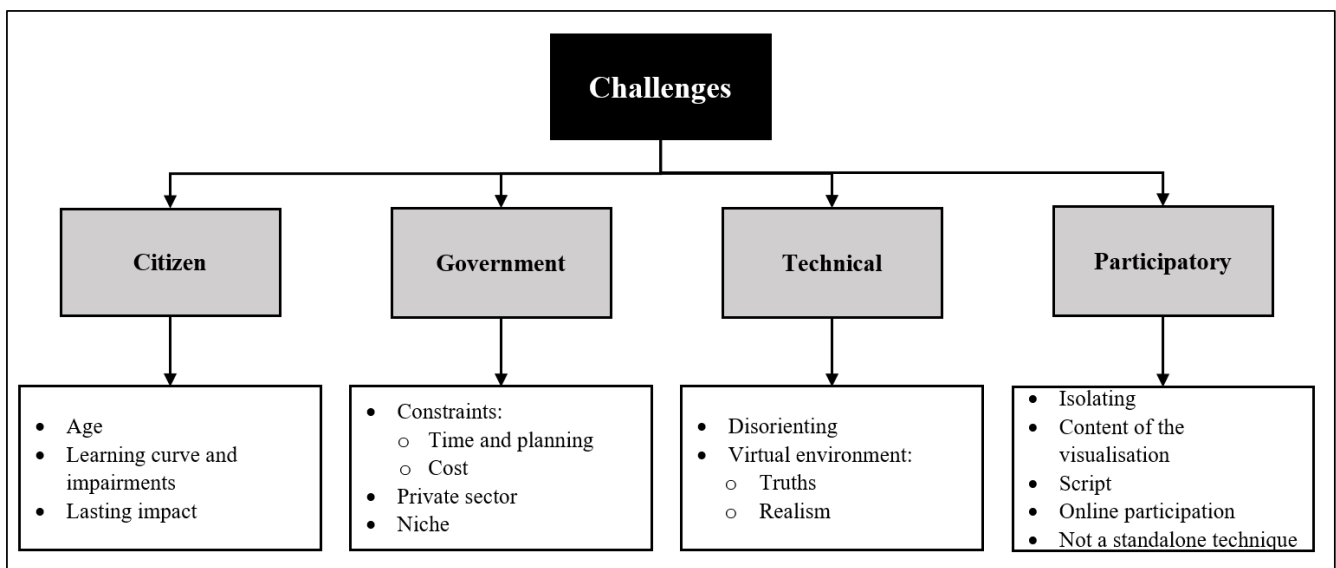 Challenges
Citizen
Government
Technical
Participatory
• Age
• Learning curve and
impairments
• Lasting impact
• Constraints:
o Time and planning
o Cost
• Private sector
• Niche
• Disorienting
• Virtual environment:
o Truths
o Realism
• Isolating
• Content of the
visualisation
• Script
• Online participation
• Not a standalone technique